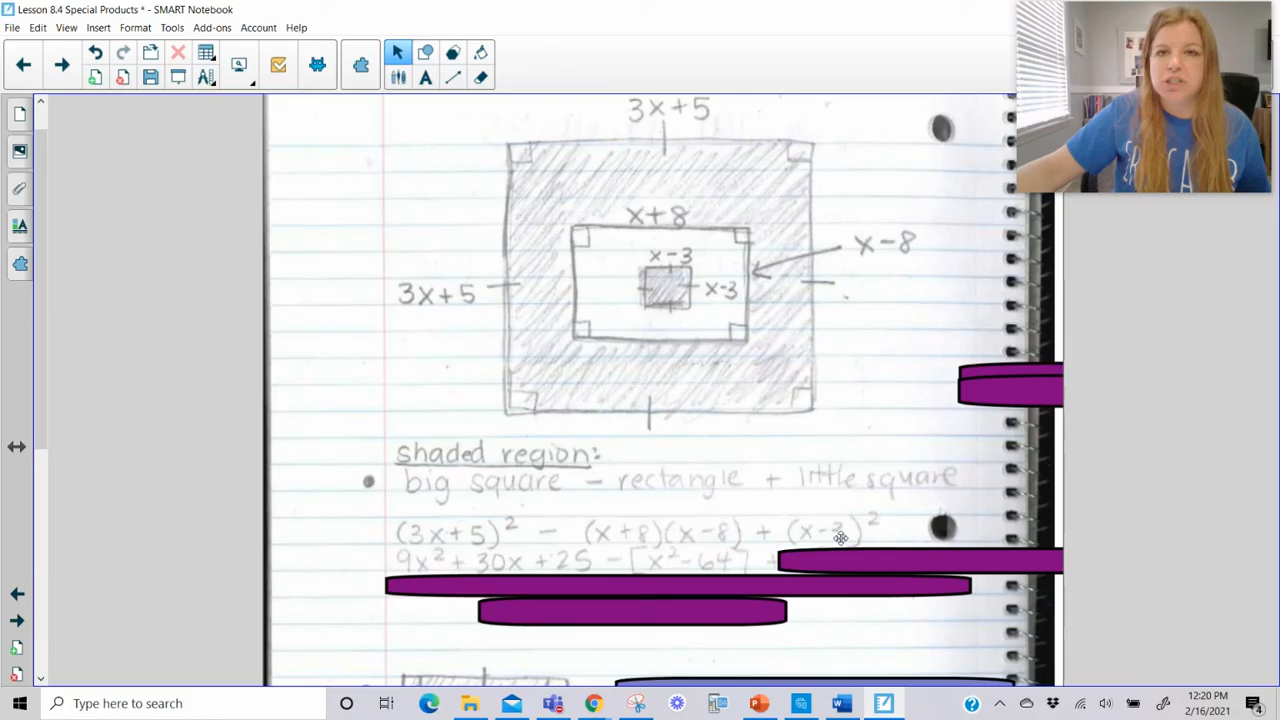 Lesson 8.4 Special Products * - SMART Notebook
File Edit View Insert Format Tools Add-ons Account Help
3x+5
x+8
x-3
x-8
3x+5
x-3
shaded region:
big square - rectangle + little square
(3x+5)² - (x+8)(x-8) + (x-3)²
9x² + 30x + 25 - [x²-64]
Type here to search
12:20 PM
2/16/2021
4